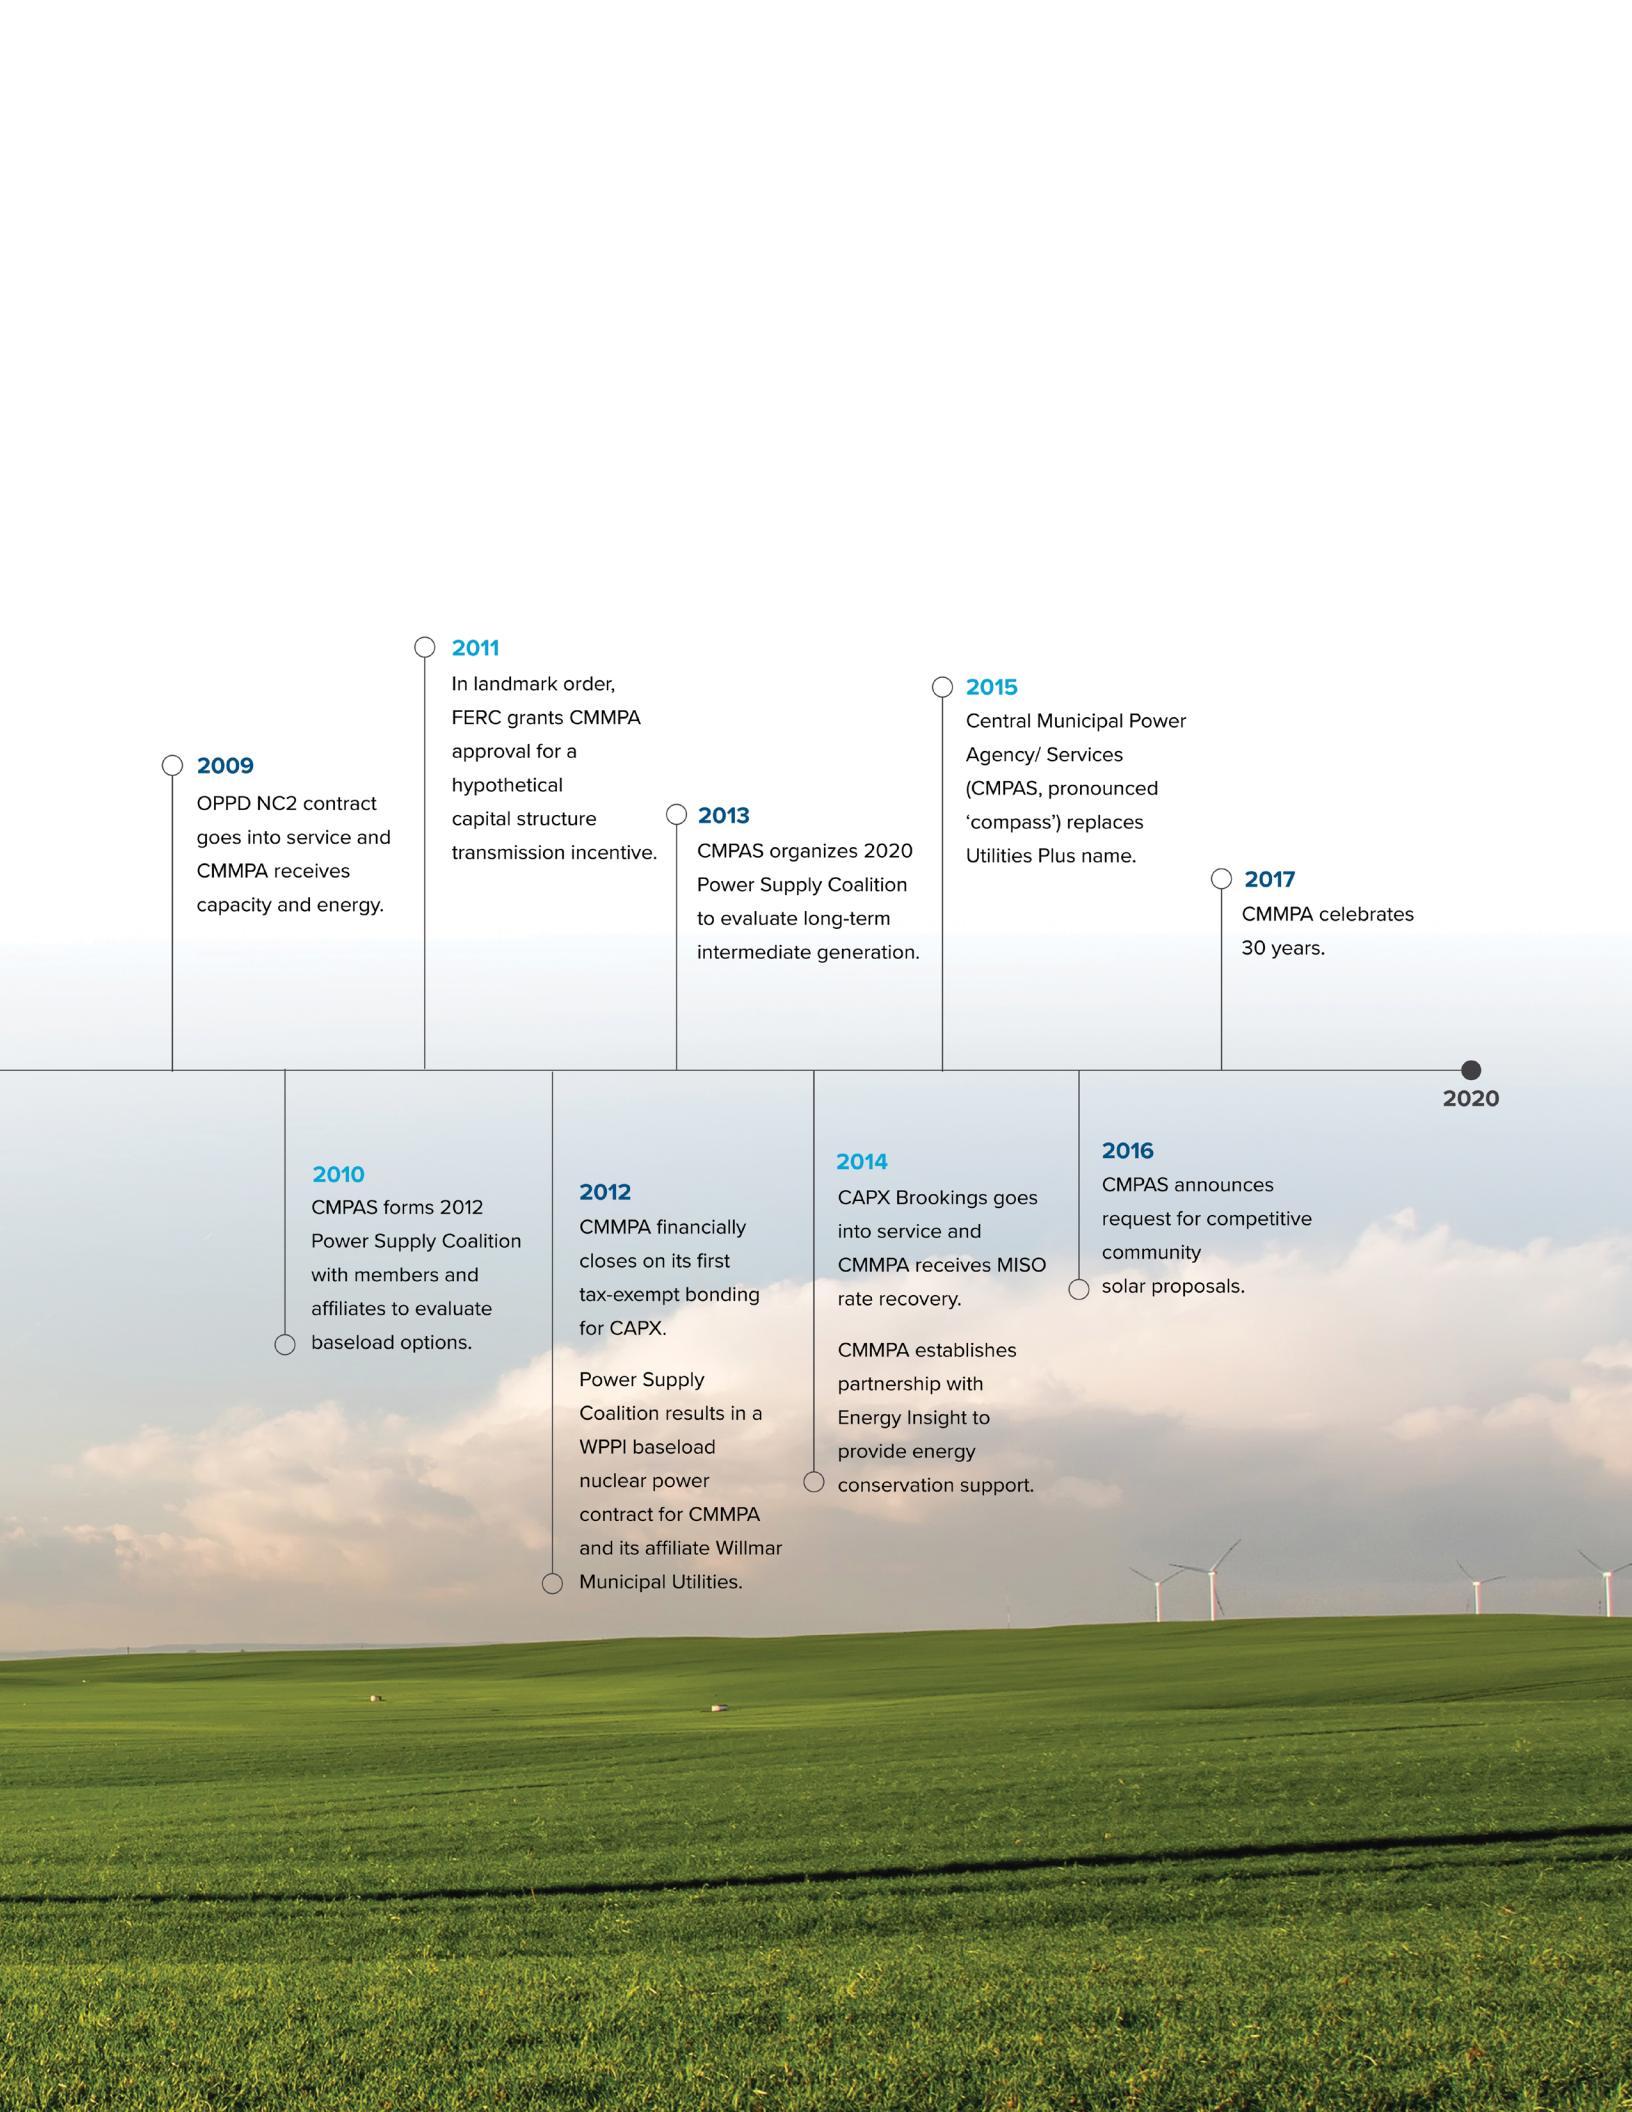 2009
OPPD NC2 contract
goes into service and
CMMPA receives
capacity and energy.
2010
CMPAS forms 2012
Power Supply Coalition
with members and
affiliates to evaluate
baseload options.
2011
In landmark order,
FERC grants CMMPA
approval for a
hypothetical
capital structure
transmission incentive.
2012
CMMPA financially
closes on its first
tax-exempt bonding
for CAPX.
Power Supply
Coalition results in a
WPPI baseload
nuclear power
contract for CMMPA
and its affiliate Willmar
Municipal Utilities.
2013
CMPAS organizes 2020
Power Supply Coalition
to evaluate long-term
intermediate generation.
2014
CAPX Brookings goes
into service and
CMMPA receives MISO
rate recovery.
CMMPA establishes
partnership with
Energy Insight to
provide energy
conservation support.
2015
Central Municipal Power
Agency/ Services
(CMPAS, pronounced
‘compass’) replaces
Utilities Plus name.
2016
CMPAS announces
request for competitive
community
solar proposals.
2017
CMMPA celebrates
30 years.
2020